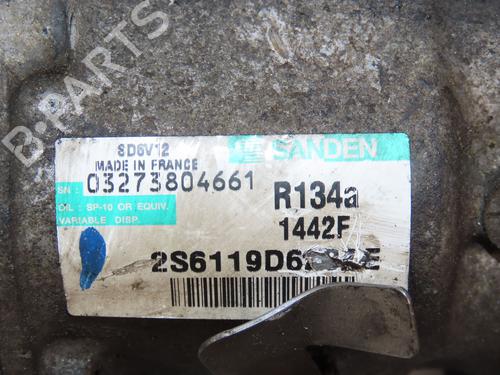 B-PARTS
SD6V12
MADE IN FRANCE
SANDEN
SN : 03273804661
OIL : SP-10 OR EQUIV.
VARIABLE DISP.
R134a
1442F